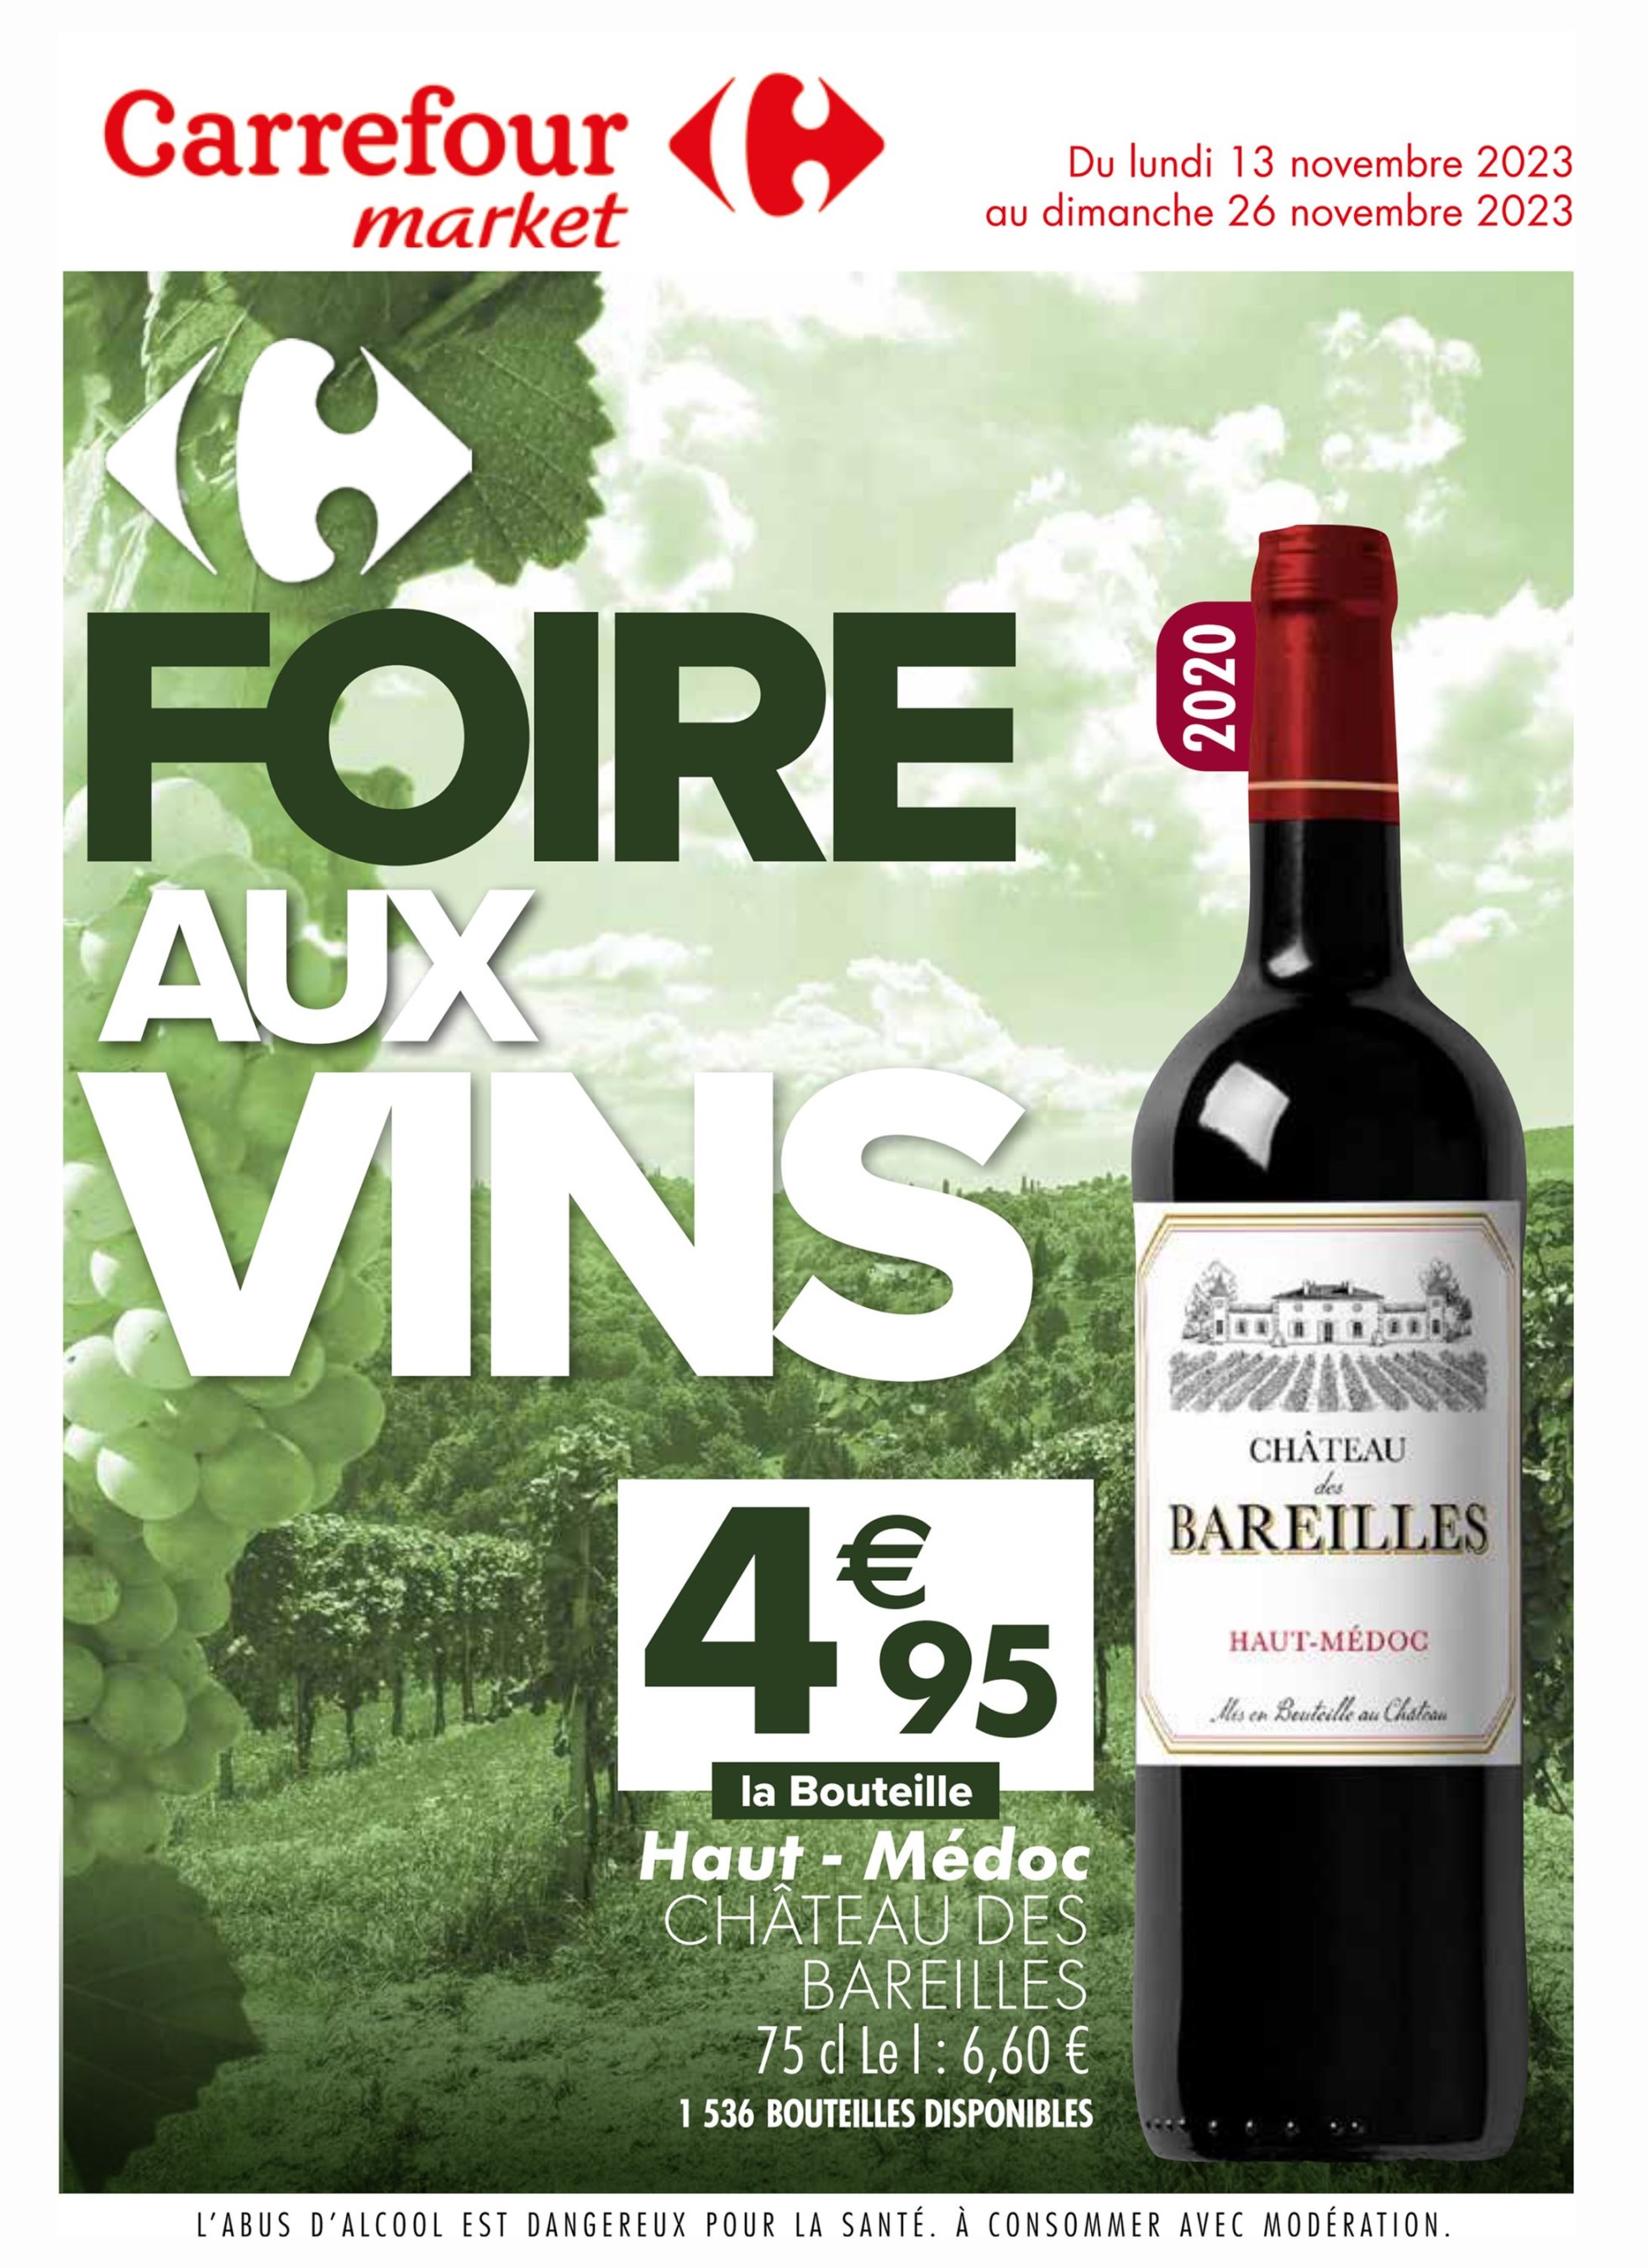 Carrefour
market
Du lundi 13 novembre 2023
au dimanche 26 novembre 2023
FOIRE
AUX
VINS
2020
CHÂTEAU
des
BAREILLES
HAUT-MÉDOC
Mis en Bouteille au Château
4€95
la Bouteille
Haut - Médoc
CHÂTEAU DES
BAREILLES
75 cl Le l : 6,60 €
1 536 BOUTEILLES DISPONIBLES
L'ABUS D'ALCOOL EST DANGEREUX POUR LA SANTÉ. À CONSOMMER AVEC MODÉRATION.